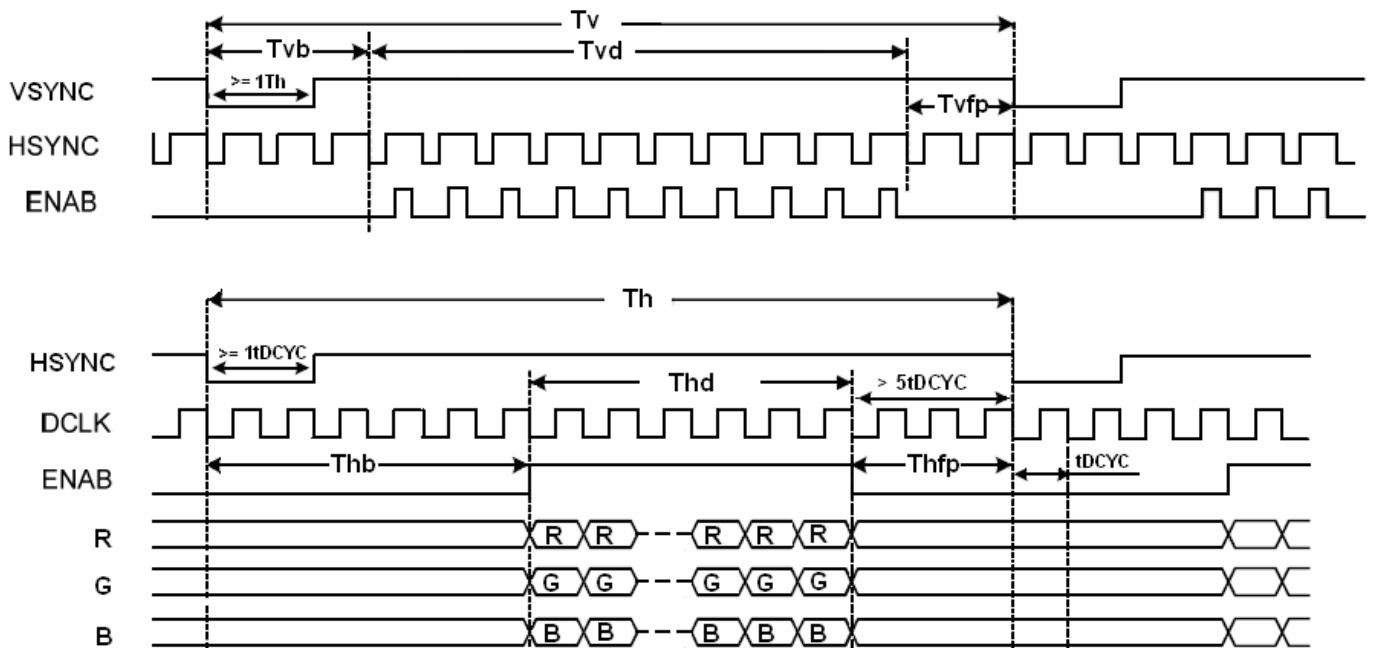 Tv
Tvb Tvd
>= 1Th
VSYNC
Tvfp
HSYNC
ENAB
Th
HSYNC >= 1tDCYC
Thd > 5tDCYC
DCLK
Thb Thfp tDCYC
ENAB
R R R R R R
G G G G G G
B B B B B B